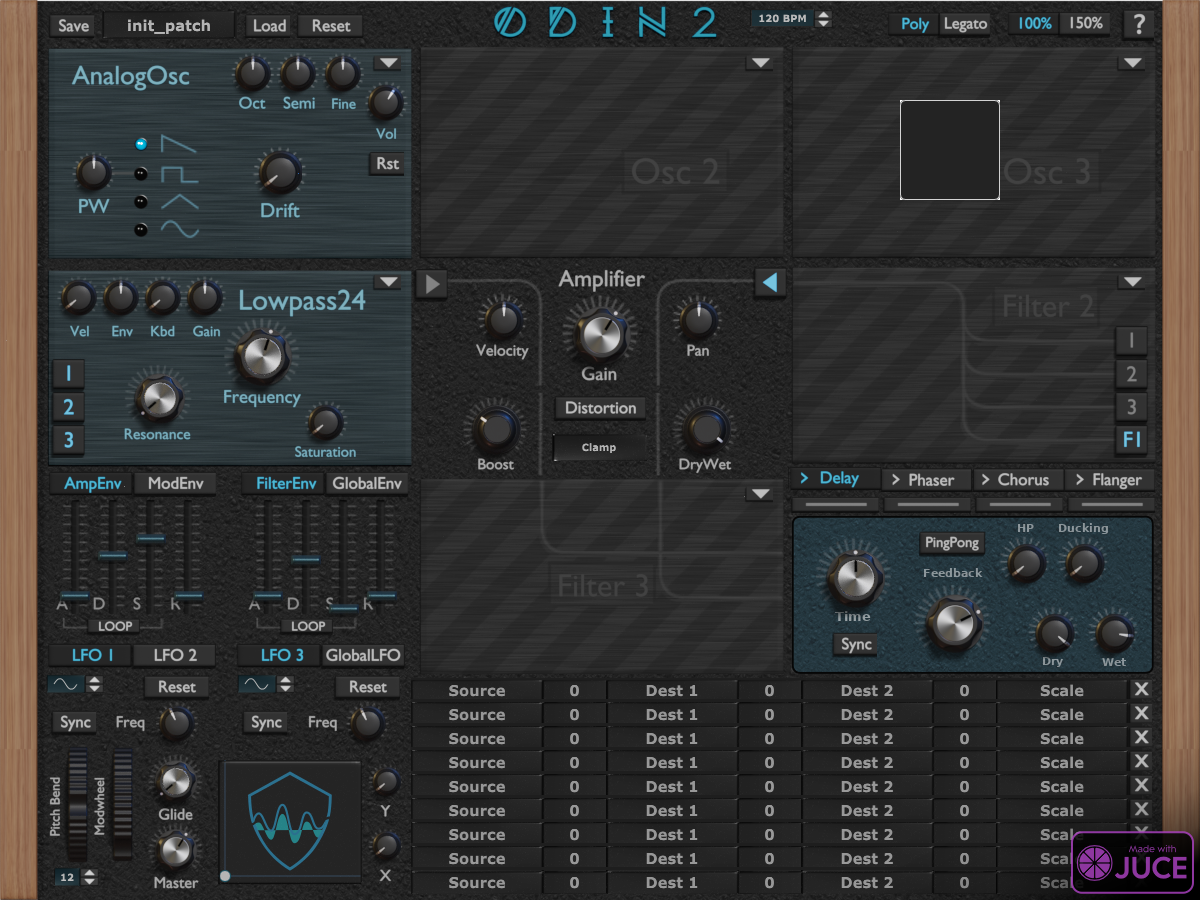 Save init_patch Load Reset ODIN 2 120 BPM Poly Legato 100% 150% ?
AnalogOsc
Oct Semi Fine
Vol
Rst
PW
Drift
Osc 2
Osc 3
Lowpass24
Vel Env Kbd Gain
1
2
3
Frequency
Resonance
Saturation
Amplifier
Velocity
Gain
Pan
Distortion
Clamp
Boost
DryWet
Filter 2
1
2
3
F1
AmpEnv ModEnv FilterEnv GlobalEnv
A D S R
LOOP
A D S R
LOOP
Filter 3
> Delay > Phaser > Chorus > Flanger
PingPong
HP Ducking
Feedback
Time
Sync
Dry Wet
LFO 1 LFO 2 LFO 3 GlobalLFO
Reset Reset
Sync Freq Sync Freq
Pitch Bend
Modwheel
Glide
Master
12
Y
X
Source 0 Dest 1 0 Dest 2 0 Scale X
Source 0 Dest 1 0 Dest 2 0 Scale X
Source 0 Dest 1 0 Dest 2 0 Scale X
Source 0 Dest 1 0 Dest 2 0 Scale X
Source 0 Dest 1 0 Dest 2 0 Scale X
Source 0 Dest 1 0 Dest 2 0 Scale X
Source 0 Dest 1 0 Dest 2 0 Scale X
Source 0 Dest 1 0 Dest 2 0
Source 0 Dest 1 0 Dest 2 0
Made with
JUCE